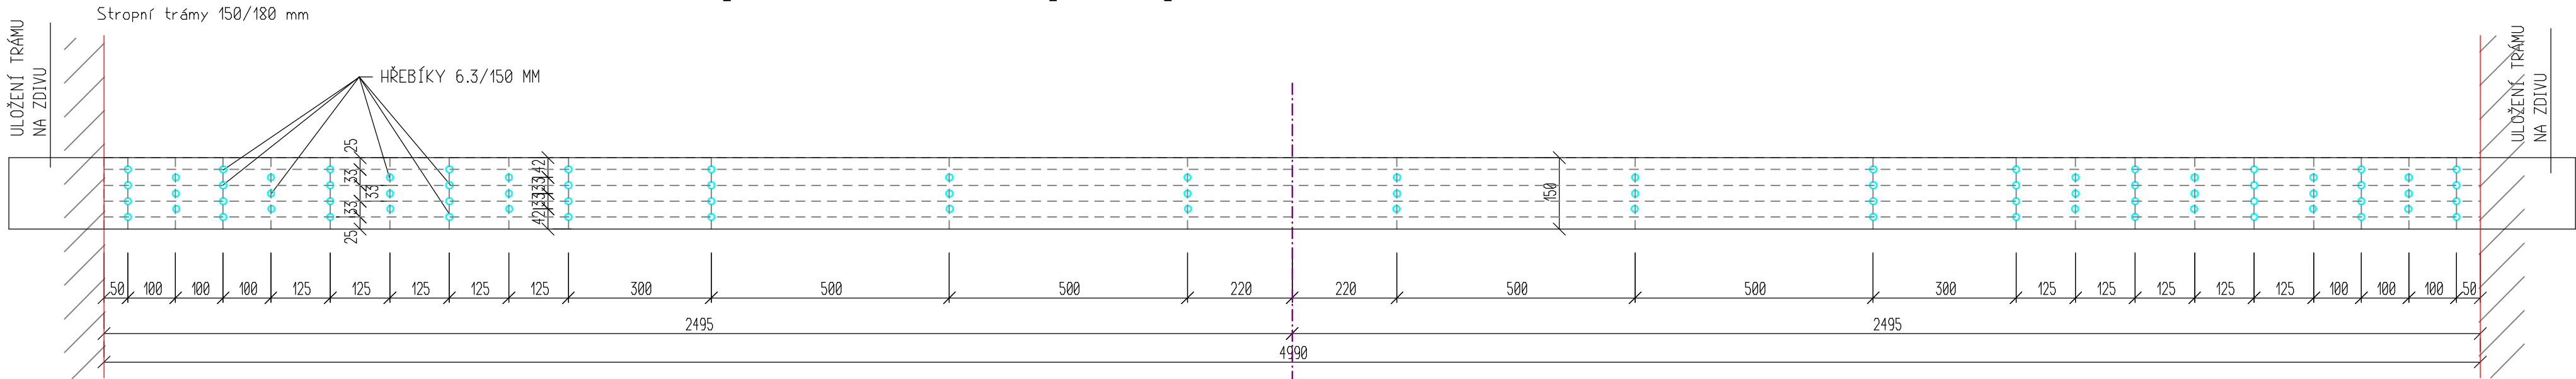 Stropní trámy 150/180 mm
ULOŽENÍ TRÁMU
NA ZDIVU
HŘEBÍKY 6.3/150 MM
ULOŽENÍ TRÁMU
NA ZDIVU
25
33
33
33
25
42
33
33
42
150
50 100 100 100 125 125 125 125 125 300 500 500 220 220 500 500 300 125 125 125 125 125 100 100 100 50
2495 2495
4990